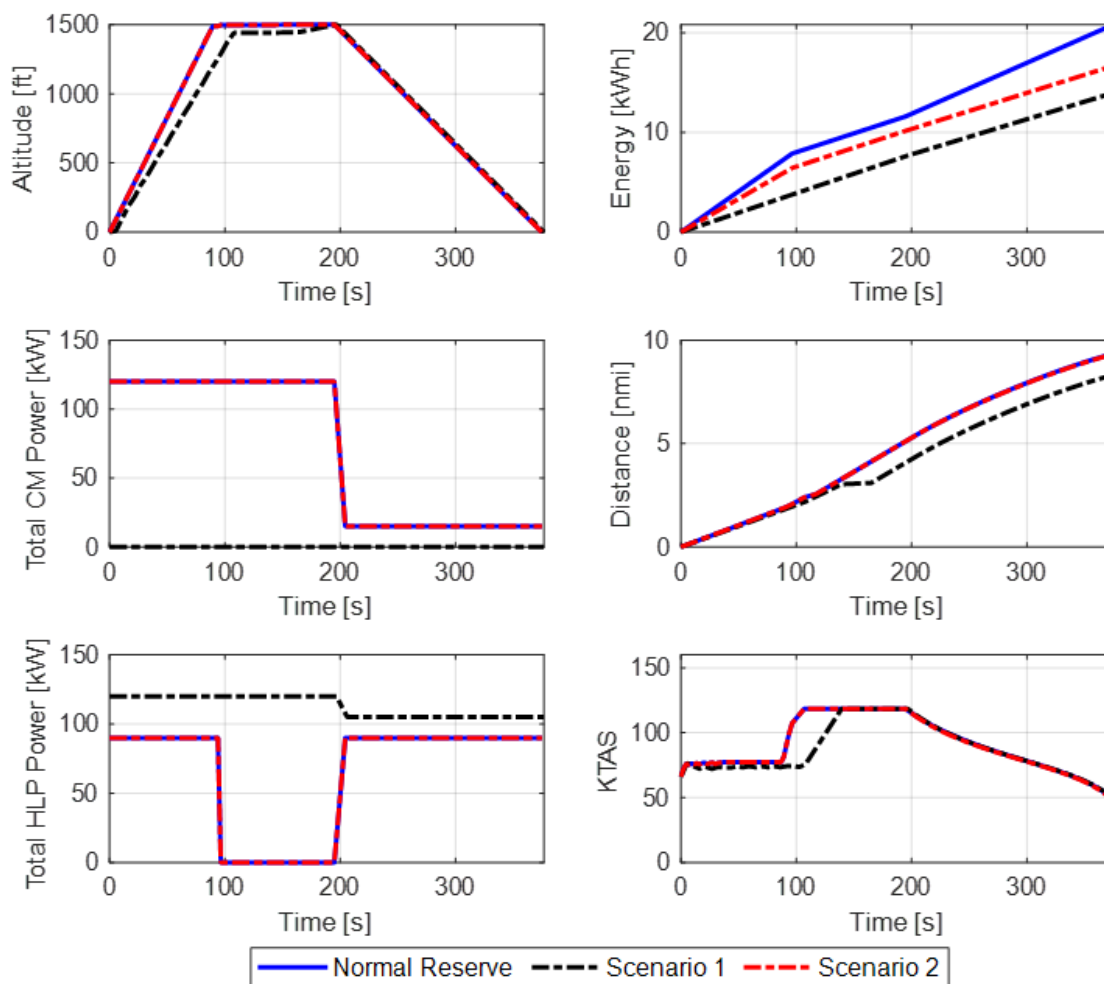 Altitude [ft]
1500
1000
500
0
0 100 200 300
Time [s]
Energy [kWh]
20
10
0
0 100 200 300
Time [s]
Total CM Power [kW]
150
100
50
0
0 100 200 300
Time [s]
Distance [nmi]
10
5
0
0 100 200 300
Time [s]
Total HLP Power [kW]
150
100
50
0
0 100 200 300
Time [s]
KTAS
150
100
50
0
0 100 200 300
Time [s]
Normal Reserve Scenario 1 Scenario 2